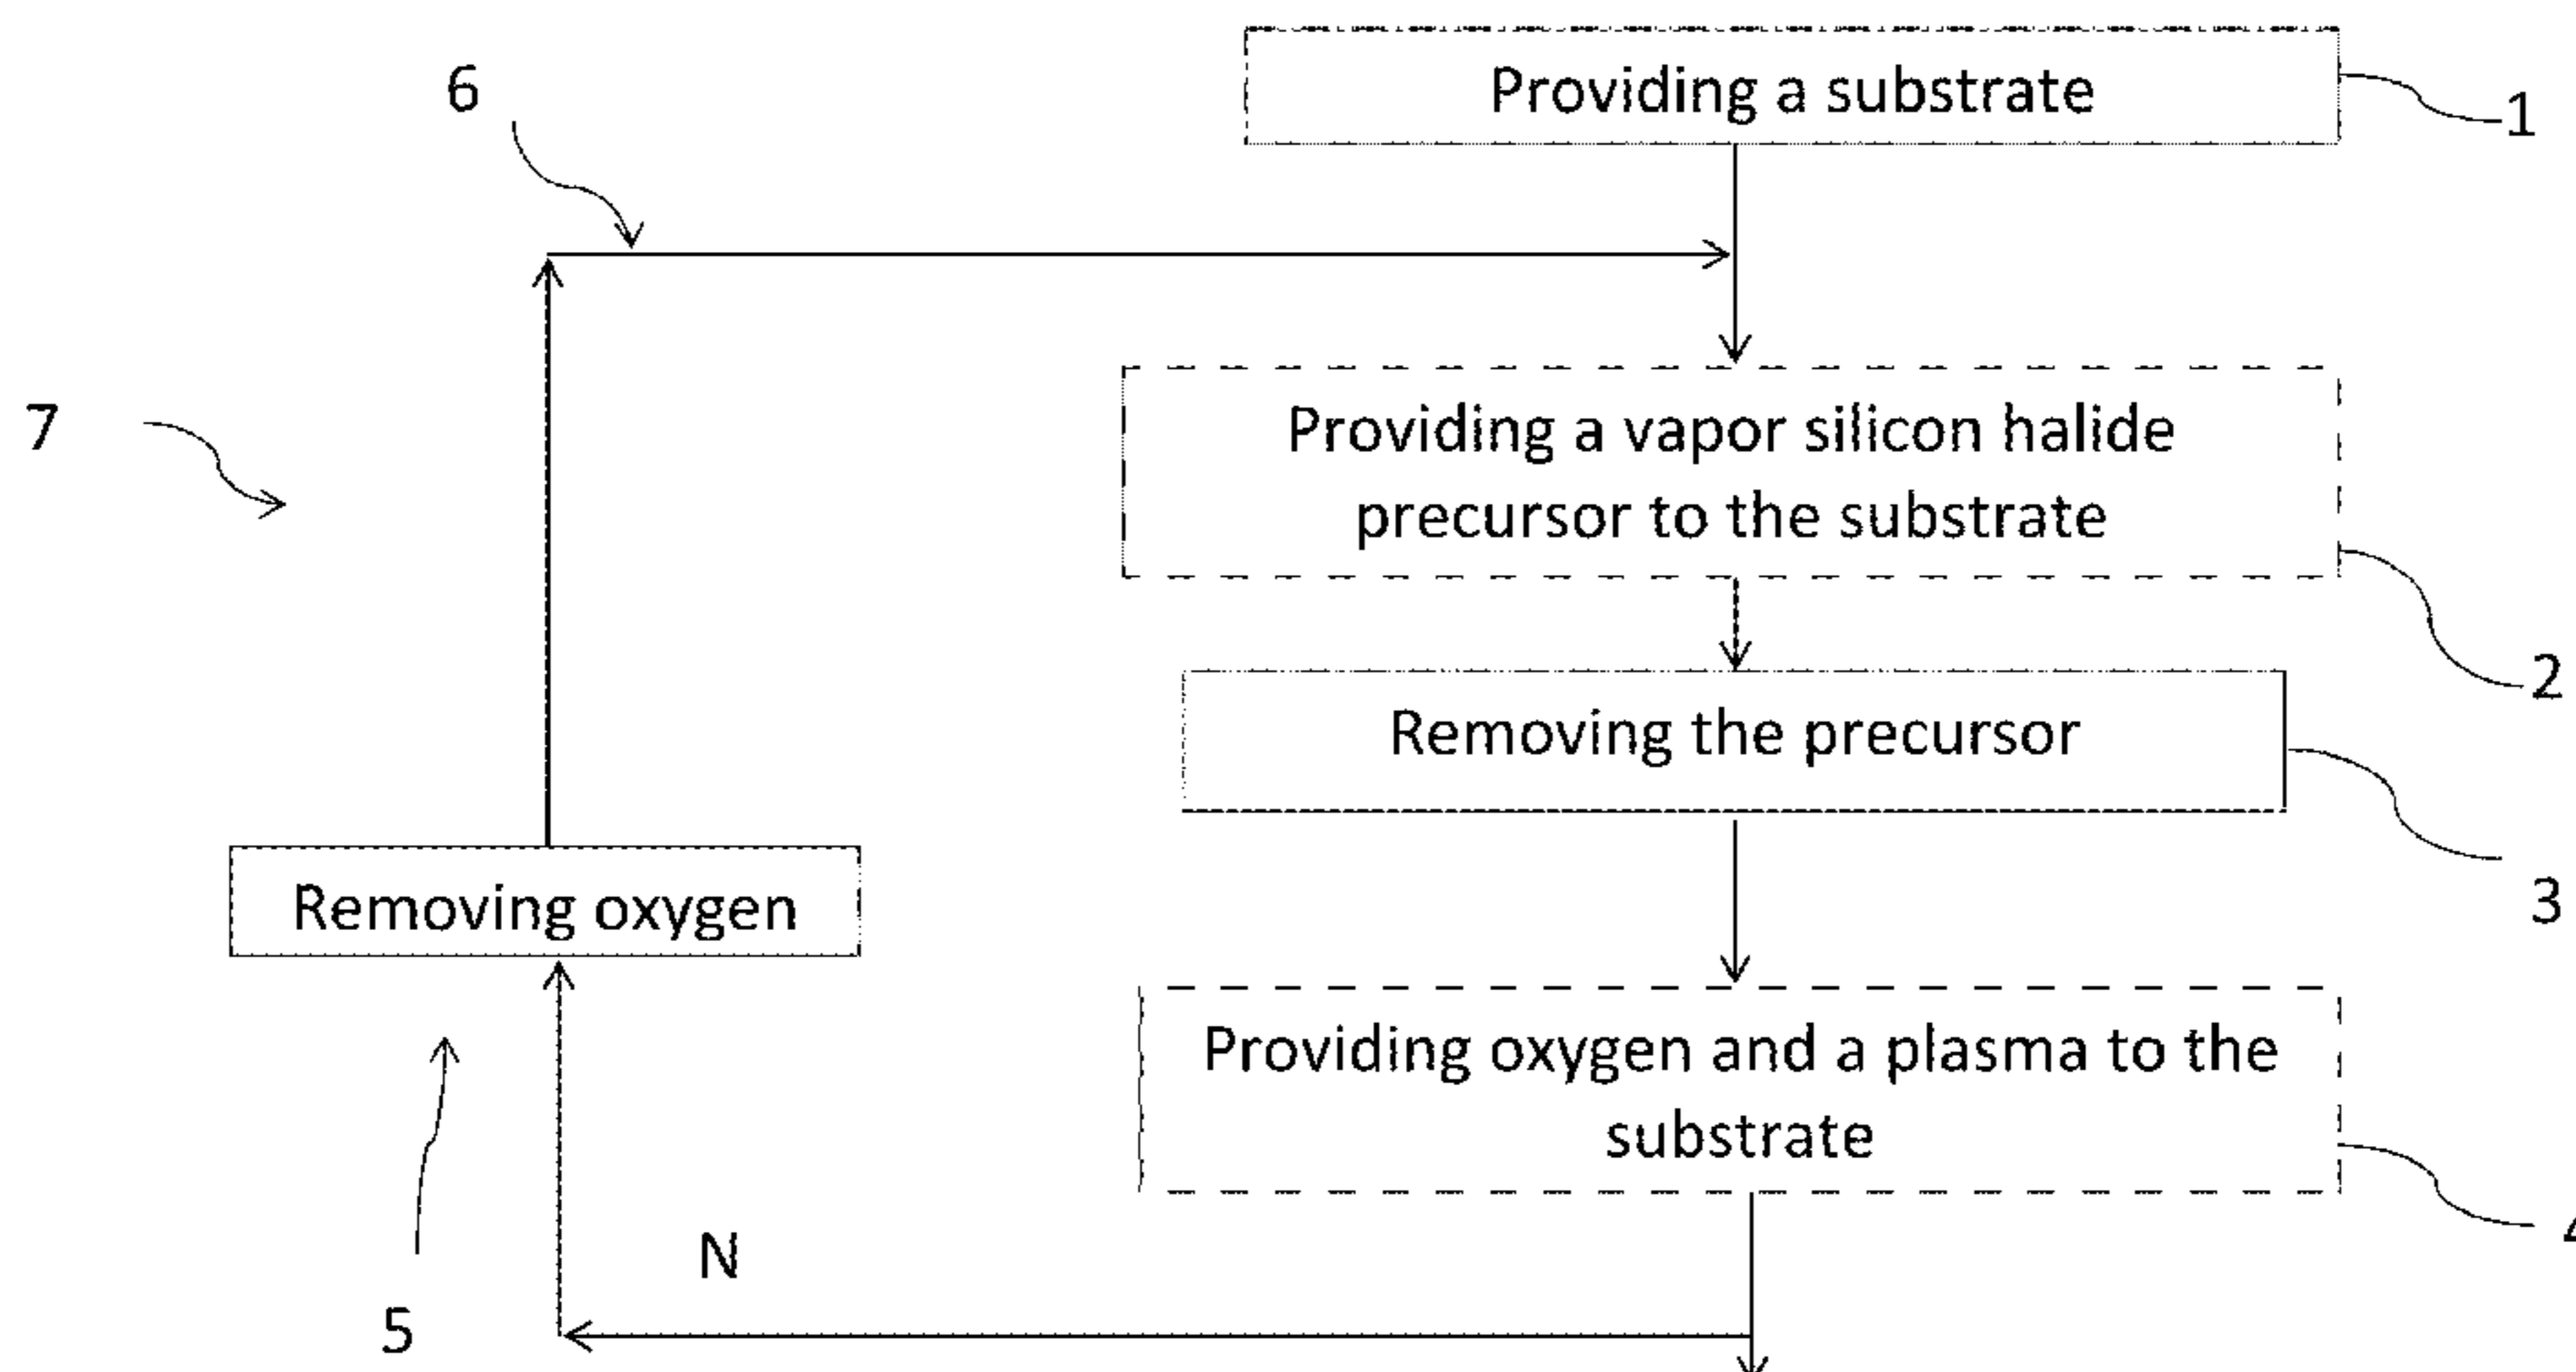 6
Providing a substrate
1
7
Providing a vapor silicon halide
precursor to the substrate
2
Removing the precursor
3
Removing oxygen
Providing oxygen and a plasma to the
substrate
4
N
5